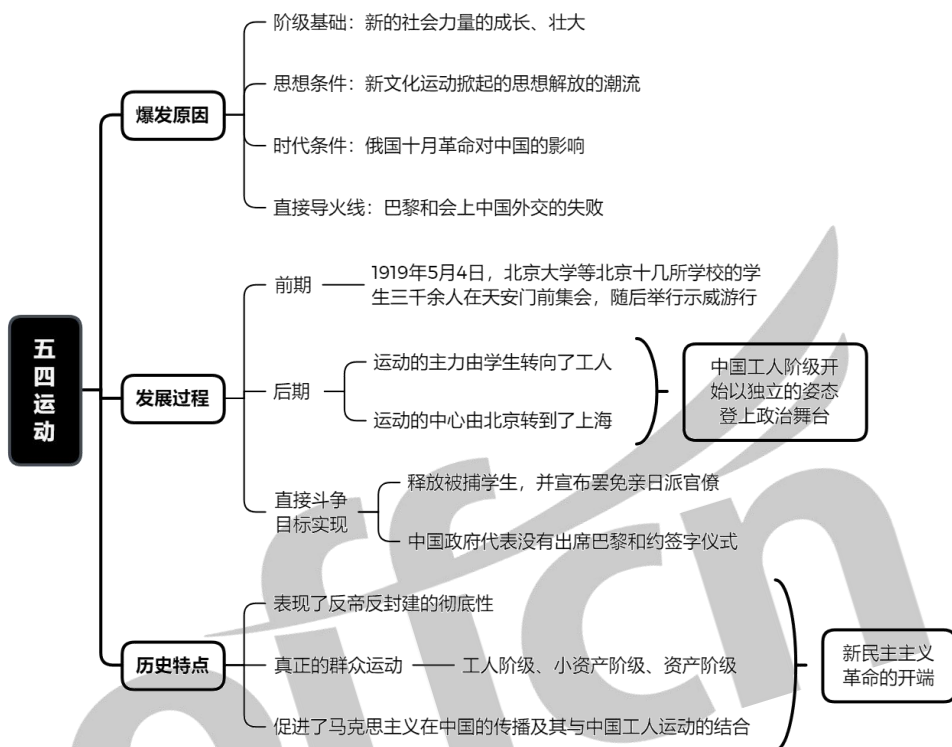 五四运动
爆发原因
阶级基础：新的社会力量的成长、壮大
思想条件：新文化运动掀起的思想解放的潮流
时代条件：俄国十月革命对中国的影响
直接导火线：巴黎和会上中国外交的失败
发展过程
前期
1919年5月4日，北京大学等北京十几所学校的学
生三千余人在天安门前集会，随后举行示威游行
后期
运动的主力由学生转向了工人
运动的中心由北京转到了上海
中国工人阶级开
始以独立的姿态
登上政治舞台
直接斗争
目标实现
释放被捕学生，并宣布罢免亲日派官僚
中国政府代表没有出席巴黎和约签字仪式
历史特点
表现了反帝反封建的彻底性
真正的群众运动
工人阶级、小资产阶级、资产阶级
促进了马克思主义在中国的传播及其与中国工人运动的结合
新民主主义
革命的开端
offcn